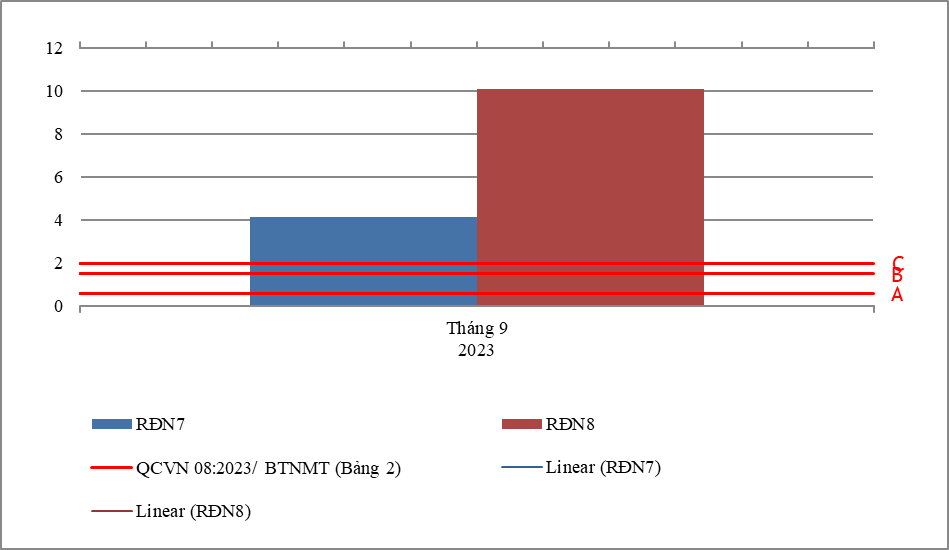 12
10
8
6
4
2
0
C
B
A
Tháng 9
2023
RĐN7
RĐN8
QCVN 08:2023/ BTNMT (Bảng 2)
Linear (RĐN7)
Linear (RĐN8)